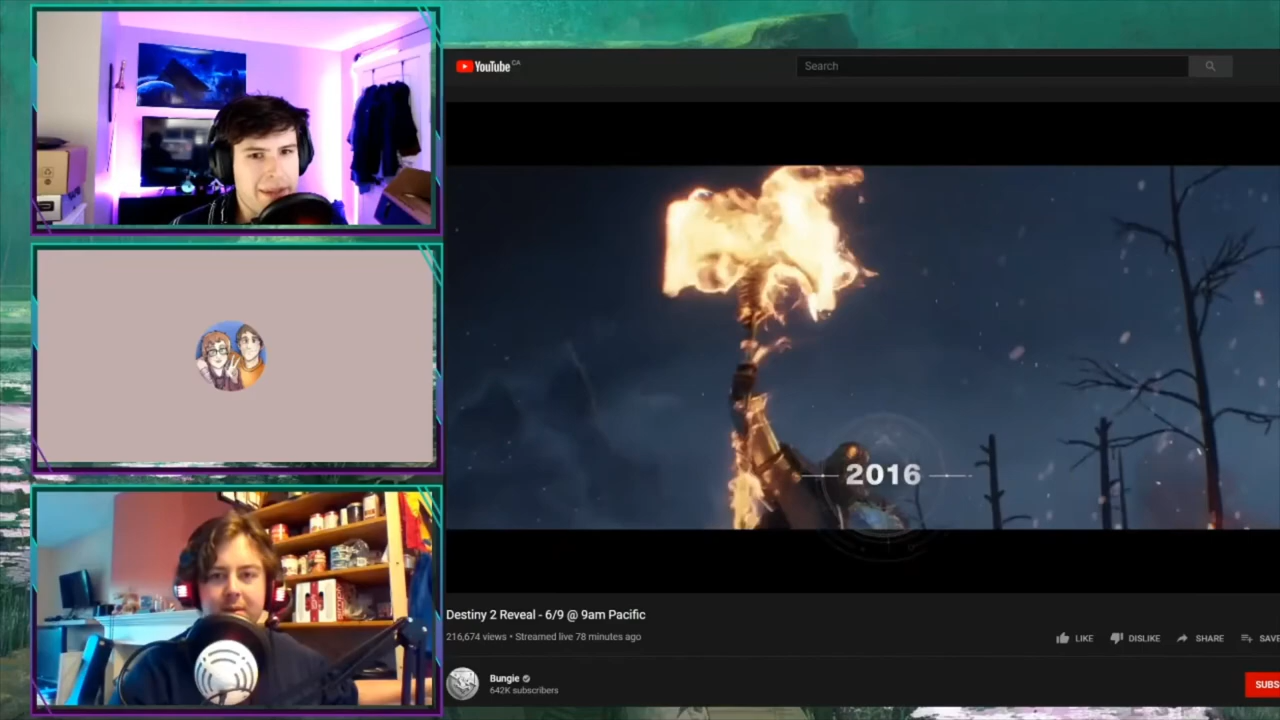 YouTube CA
Search
2016
Destiny 2 Reveal - 6/9 @ 9am Pacific
216,674 views • Streamed live 78 minutes ago
LIKE DISLIKE SHARE SAVE
Bungie
642K subscribers
SUBS